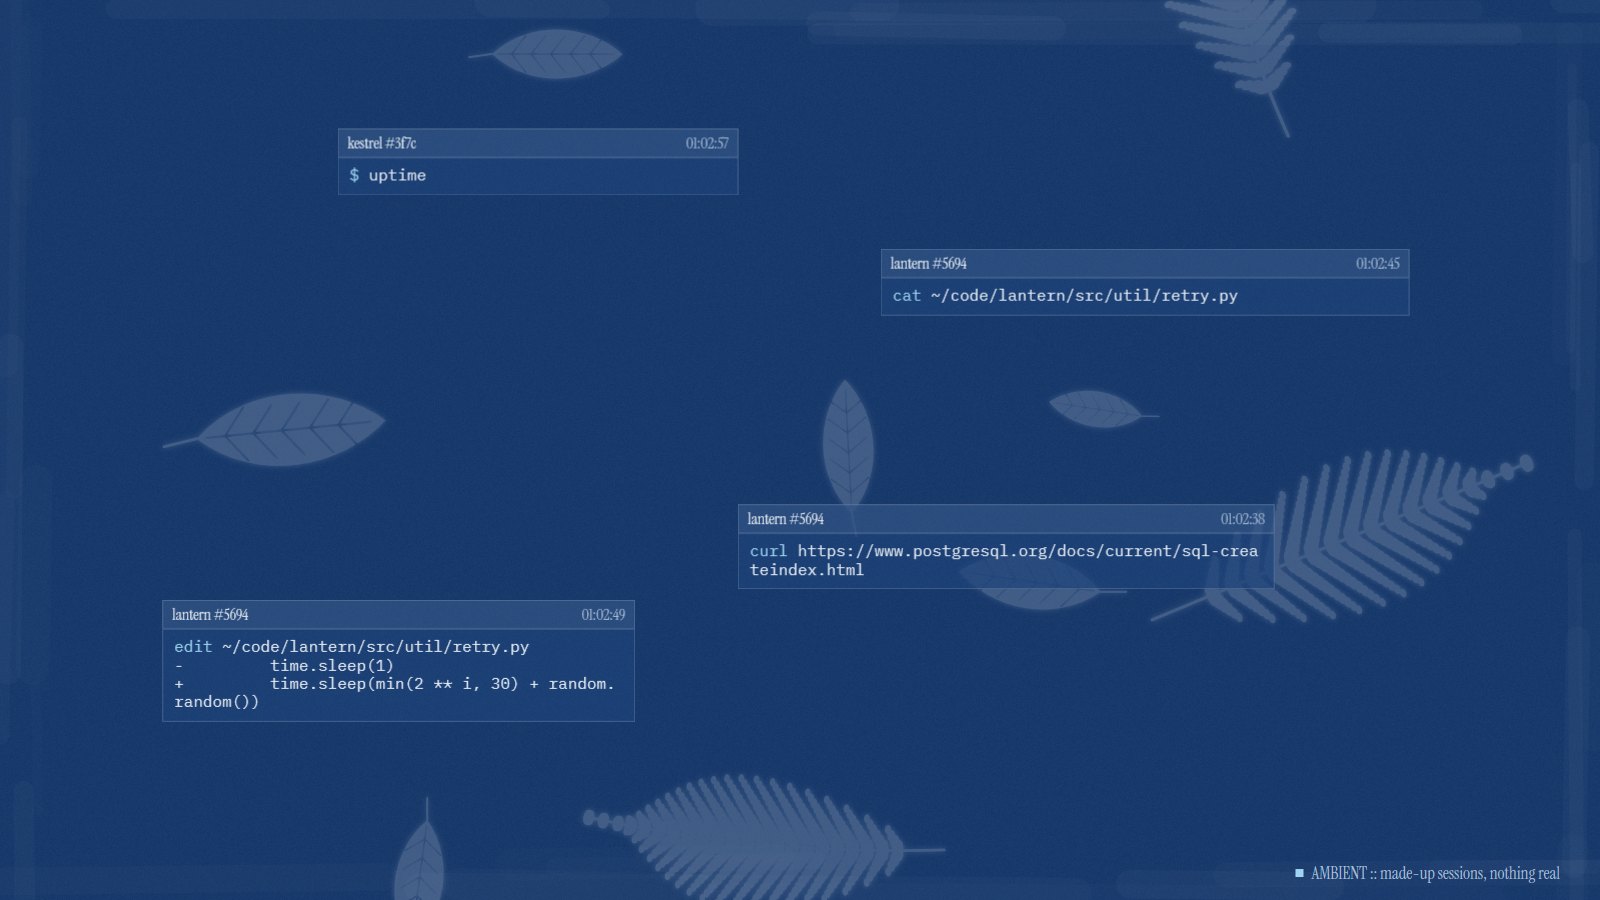 kestrel #3f7c 01:02:57
$ uptime
lantern #5694 01:02:45
cat ~/code/lantern/src/util/retry.py
lantern #5694 01:02:38
curl https://www.postgresql.org/docs/current/sql-crea
teindex.html
lantern #5694 01:02:49
edit ~/code/lantern/src/util/retry.py
-         time.sleep(1)
+         time.sleep(min(2 ** i, 30) + random.
random())
AMBIENT :: made-up sessions, nothing real